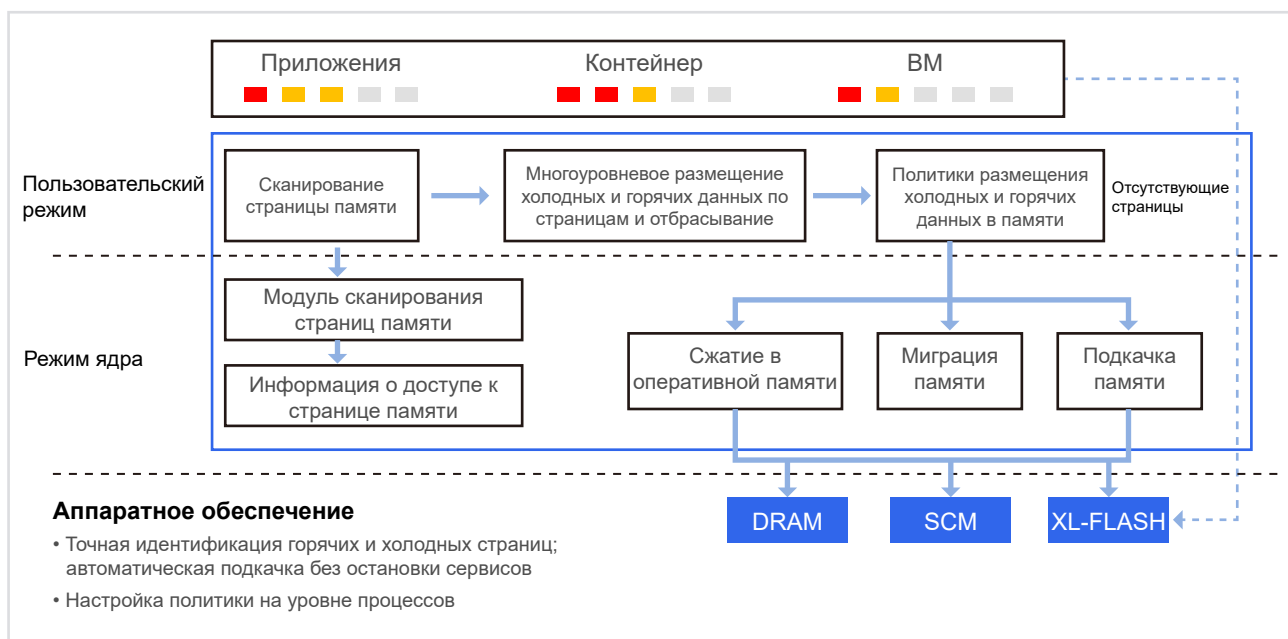 Приложения
Контейнер
ВМ
Пользовательский
режим
Сканирование
страницы памяти
Многоуровневое размещение
холодных и горячих данных по
страницам и отбрасывание
Политики размещения
холодных и горячих
данных в памяти
Отсутствующие
страницы
Режим ядра
Модуль сканирования
страниц памяти
Информация о доступе к
странице памяти
Сжатие в
оперативной памяти
Миграция
памяти
Подкачка
памяти
Аппаратное обеспечение
• Точная идентификация горячих и холодных страниц;
автоматическая подкачка без остановки сервисов
• Настройка политики на уровне процессов
DRAM
SCM
XL-FLASH